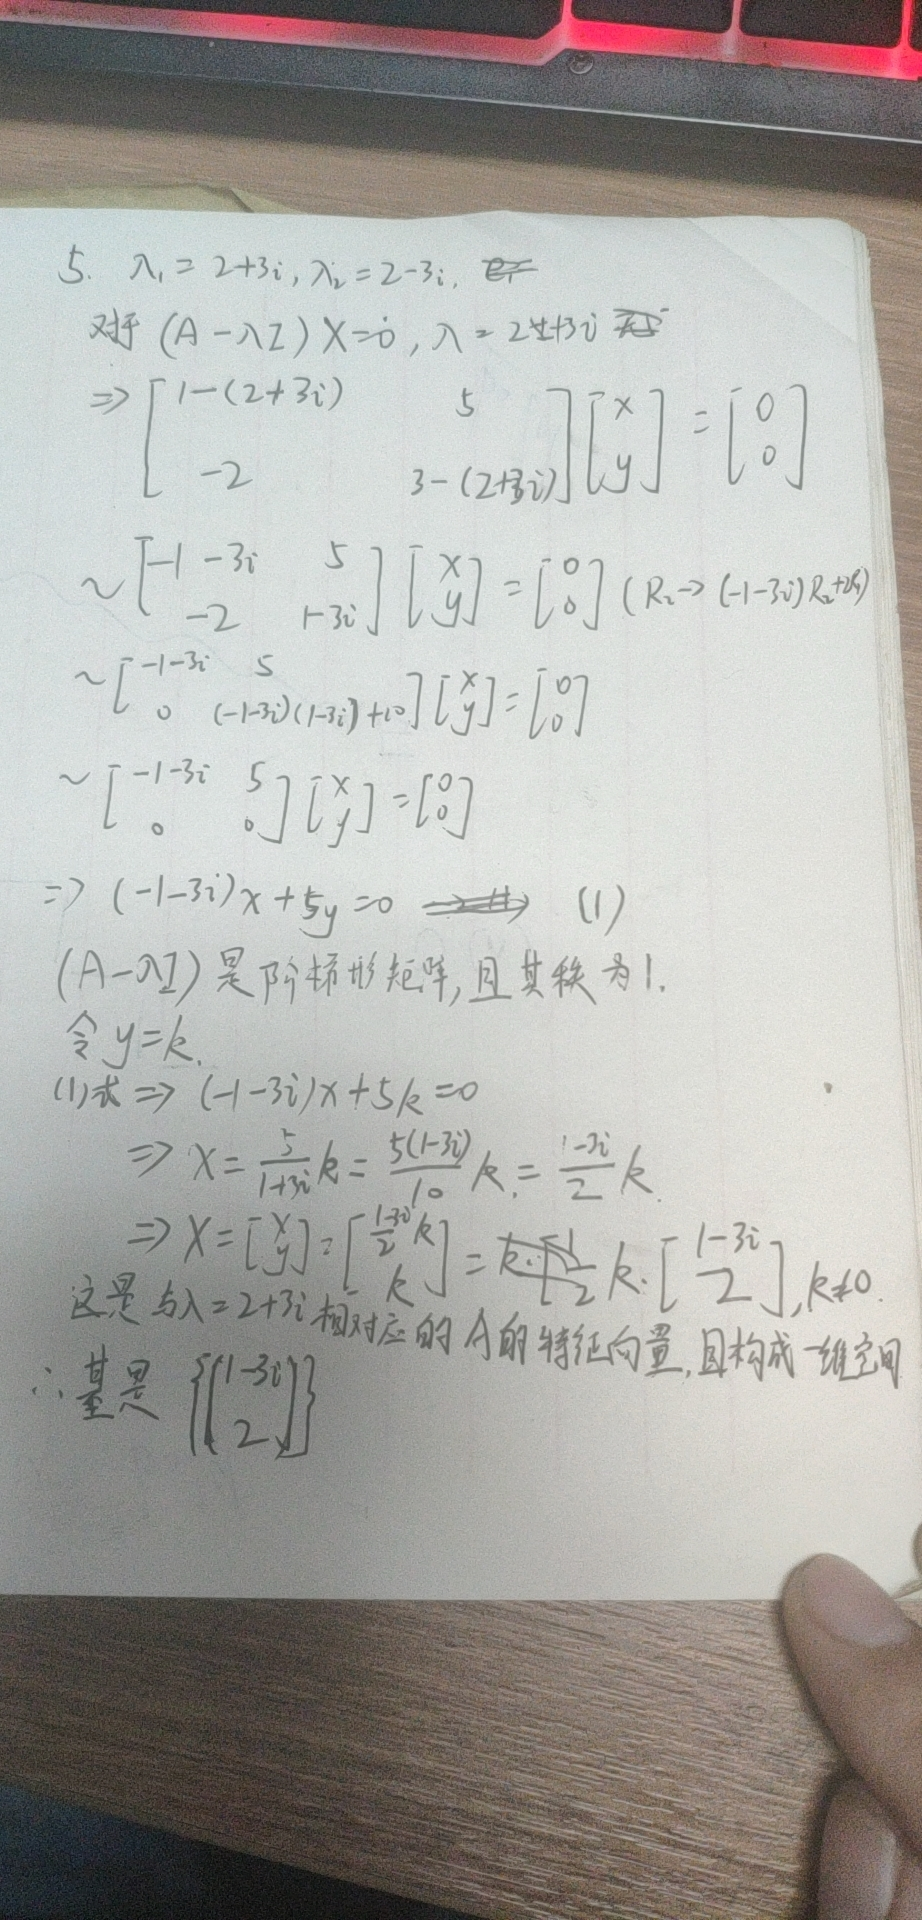 5. λ₁ = 2+3i, λ₂ = 2-3i.
对于 (A-λI)X=0, λ = 2+3i
⇒ [1-(2+3i) 5; -2 3-(2+3i)] [x; y] = [0; 0]
~ [-1-3i 5; -2 1-3i] [x; y] = [0; 0] (R₂→(-1-3i)R₂+2R₁)
~ [-1-3i 5; 0 (-1-3i)(1-3i)+10] [x; y] = [0; 0]
~ [-1-3i 5; 0 0] [x; y] = [0; 0]
⇒ (-1-3i)x+5y=0 (1)
(A-λI)是阶梯形矩阵,且其秩为1.
令y=k.
(1)式⇒ (-1-3i)x+5k=0
⇒ x = 5/(1+3i) k = 5(1-3i)/10 k = (1-3i)/2 k.
⇒ X = [x; y] = [(1-3i)/2 k; k] = 1/2 k·[1-3i; 2], k≠0.
这是与λ=2+3i相对应的A的特征向量,且构成一维空间
∴基是 {[1-3i; 2]}